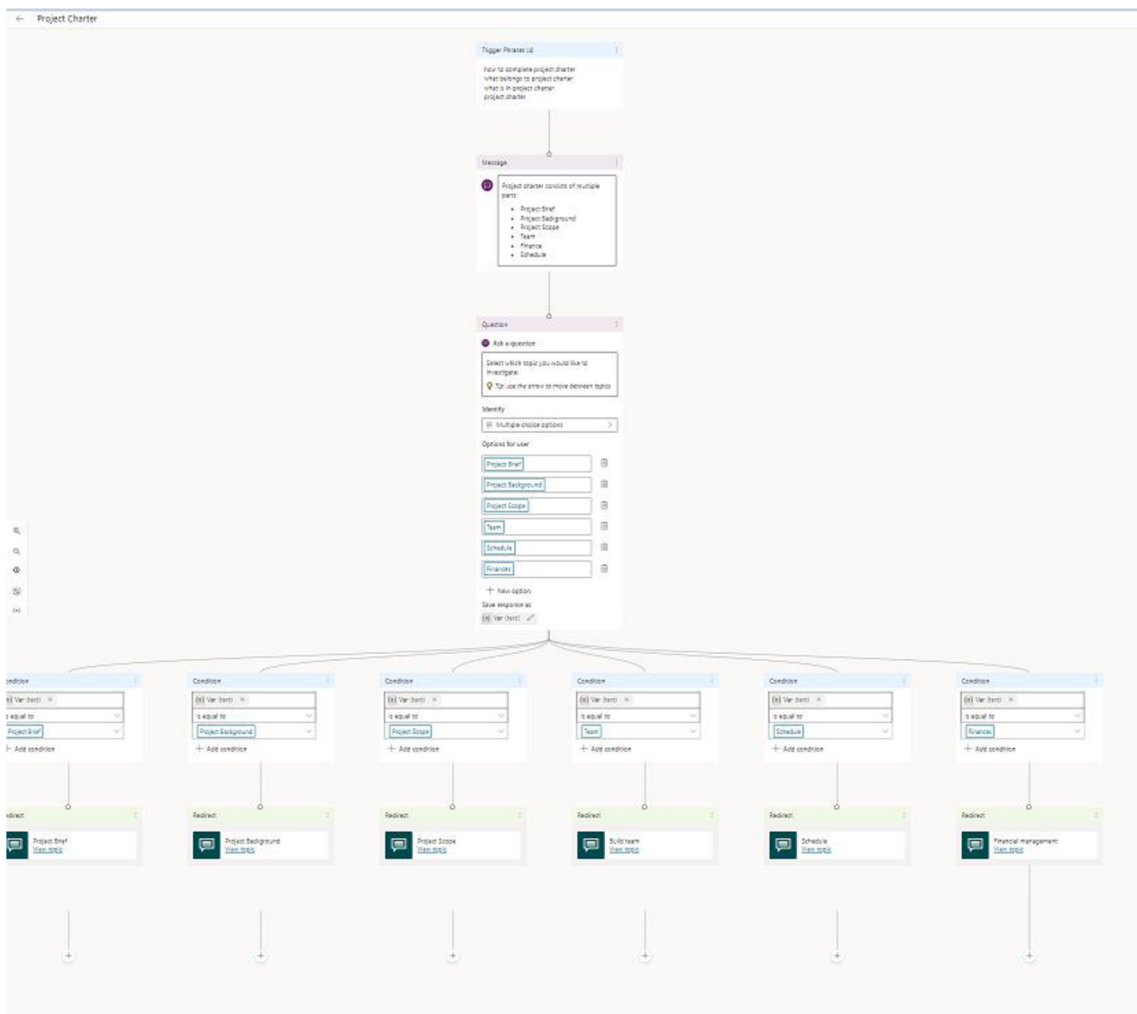 Project Charter
Trigger Phrases (4)
how to complete project charter
what belongs to project charter
what is in project charter
project charter
Message
Project charter consists of multiple
parts:
Project Brief
Project Background
Project Scope
Team
Finance
Schedule
Question
Ask a question
Select which topic you would like to
investigate
Tip: use the arrow to move between topics
Identify
Multiple choice options
Options for user
Project Brief
Project Background
Project Scope
Team
Schedule
Finances
New option
Save response as
{x} Var (text)
ondition
{x} Var (text)
is equal to
Project Brief
Add condition
edirect
Project Brief
View topic
Condition
{x} Var (text)
is equal to
Project Background
Add condition
Redirect
Project Background
View topic
Condition
{x} Var (text)
is equal to
Project Scope
Add condition
Redirect
Project Scope
View topic
Condition
{x} Var (text)
is equal to
Team
Add condition
Redirect
Build team
View topic
Condition
{x} Var (text)
is equal to
Schedule
Add condition
Redirect
Schedule
View topic
Condition
{x} Var (text)
is equal to
Finances
Add condition
Redirect
Financial management
View topic